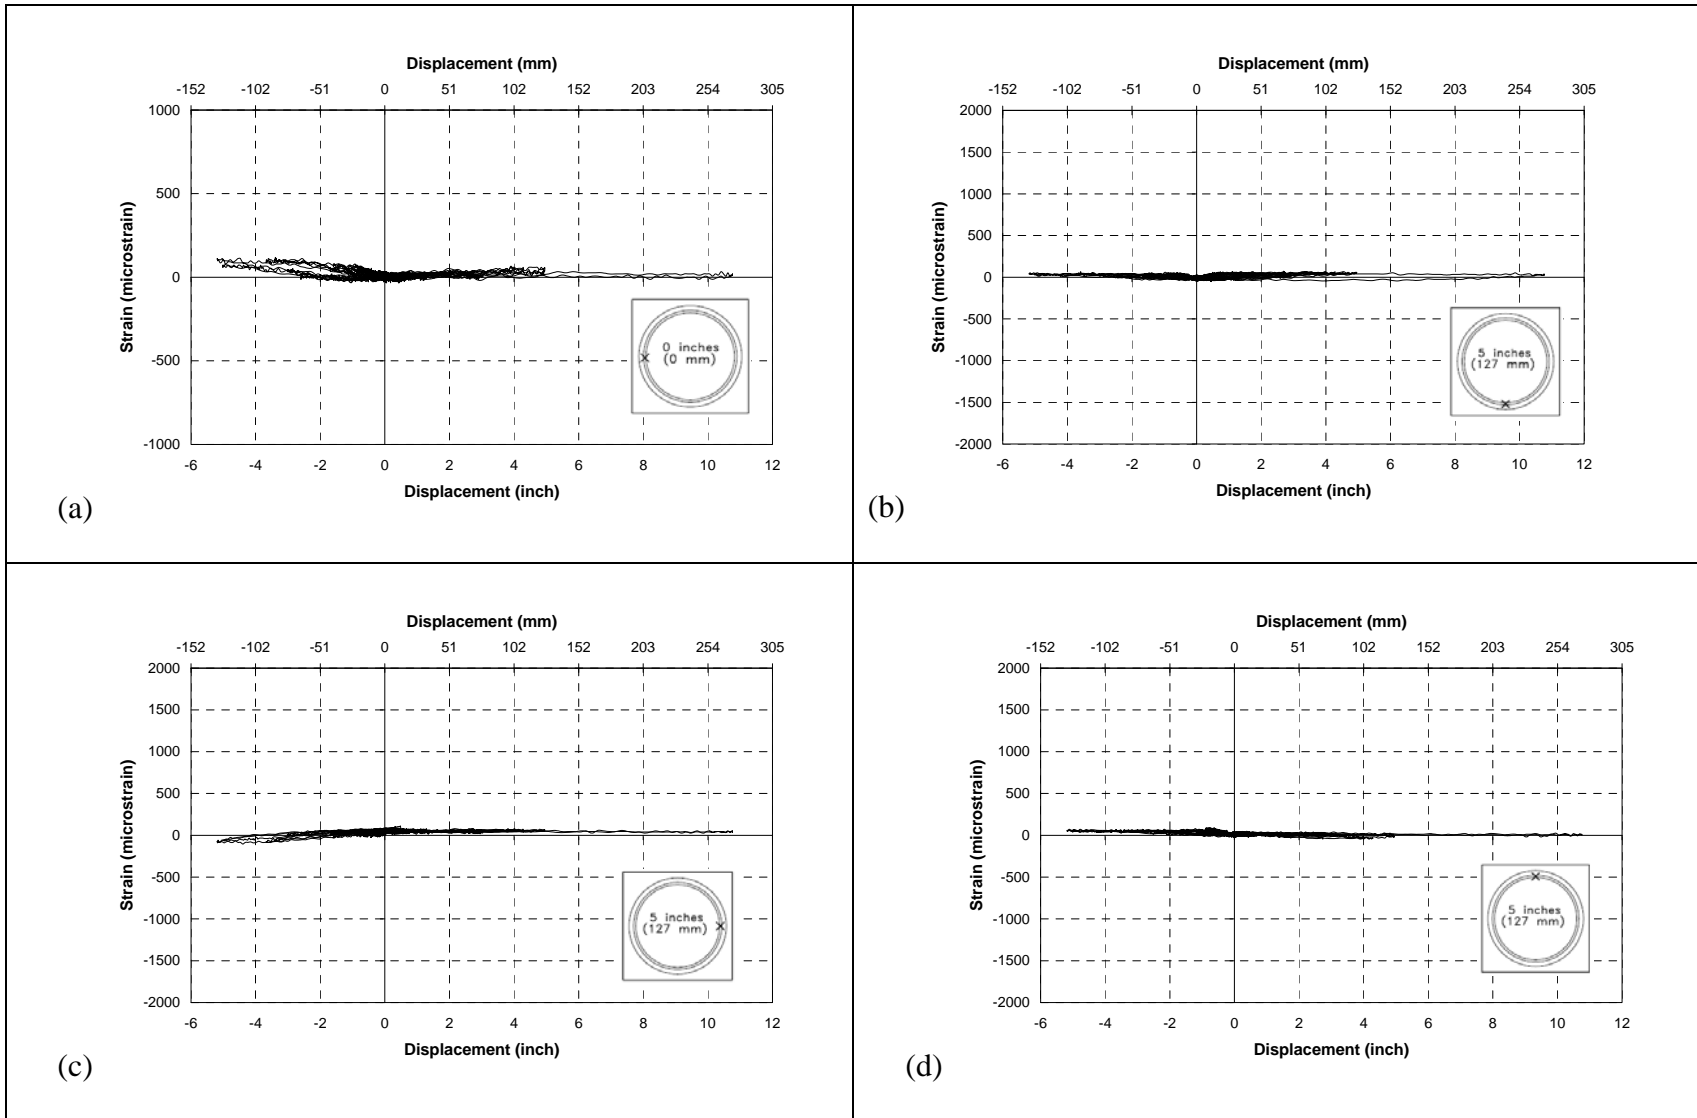 Displacement (mm)
-152 -102 -51 0 51 102 152 203 254 305
1000
500
0
-500
-1000
Strain (microstrain)
0 inches
(0 mm)
-6 -4 -2 0 2 4 6 8 10 12
Displacement (inch)
(a)
Displacement (mm)
-152 -102 -51 0 51 102 152 203 254 305
2000
1500
1000
500
0
-500
-1000
-1500
-2000
Strain (microstrain)
5 inches
(127 mm)
-6 -4 -2 0 2 4 6 8 10 12
Displacement (inch)
(b)
Displacement (mm)
-152 -102 -51 0 51 102 152 203 254 305
2000
1500
1000
500
0
-500
-1000
-1500
-2000
Strain (microstrain)
5 inches
(127 mm)
-6 -4 -2 0 2 4 6 8 10 12
Displacement (inch)
(c)
Displacement (mm)
-152 -102 -51 0 51 102 152 203 254 305
2000
1500
1000
500
0
-500
-1000
-1500
-2000
Strain (microstrain)
5 inches
(127 mm)
-6 -4 -2 0 2 4 6 8 10 12
Displacement (inch)
(d)